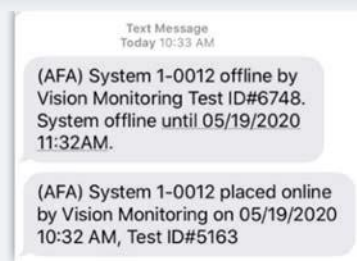 Text Message
Today 10:33 AM
(AFA) System 1-0012 offline by
Vision Monitoring Test ID#6748.
System offline until 05/19/2020
11:32AM.
(AFA) System 1-0012 placed online
by Vision Monitoring on 05/19/2020
10:32 AM, Test ID#5163